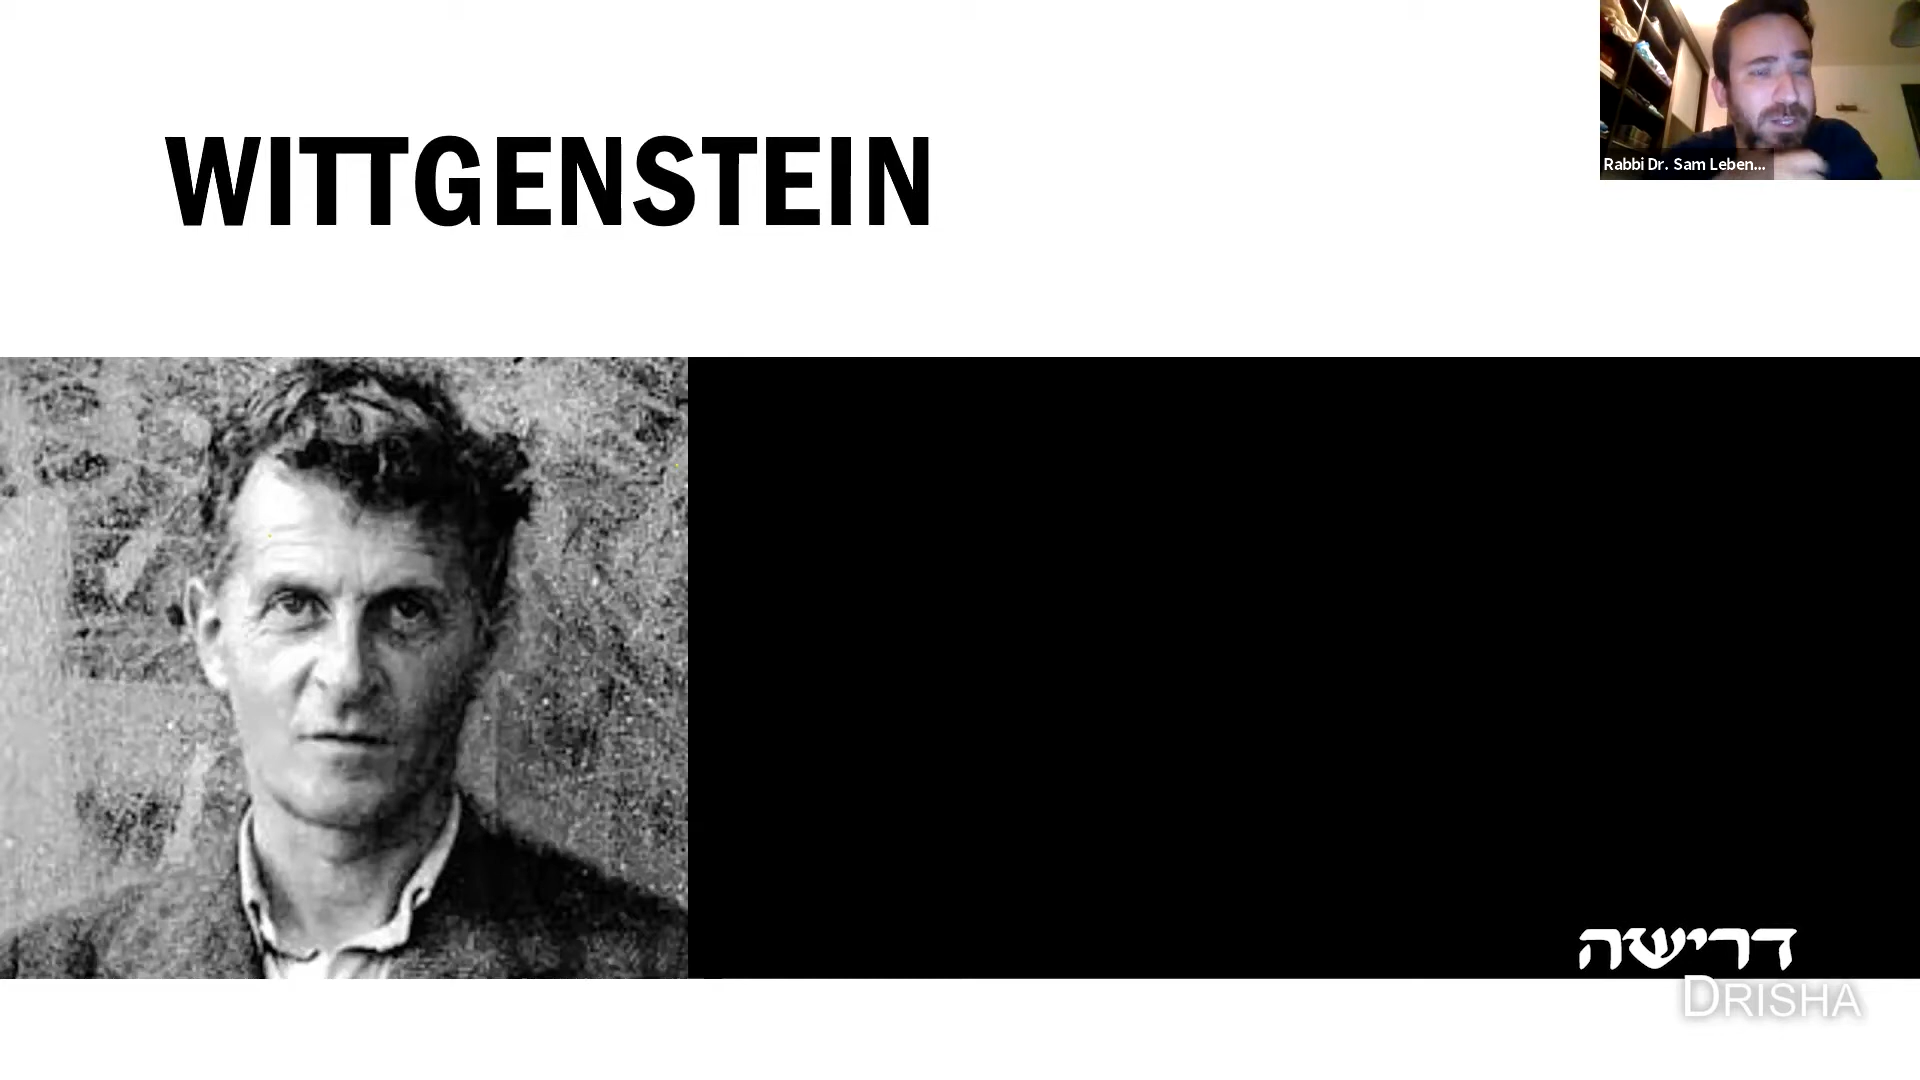 WITTGENSTEIN
Rabbi Dr. Sam Leben...
דרישה
DRISHA